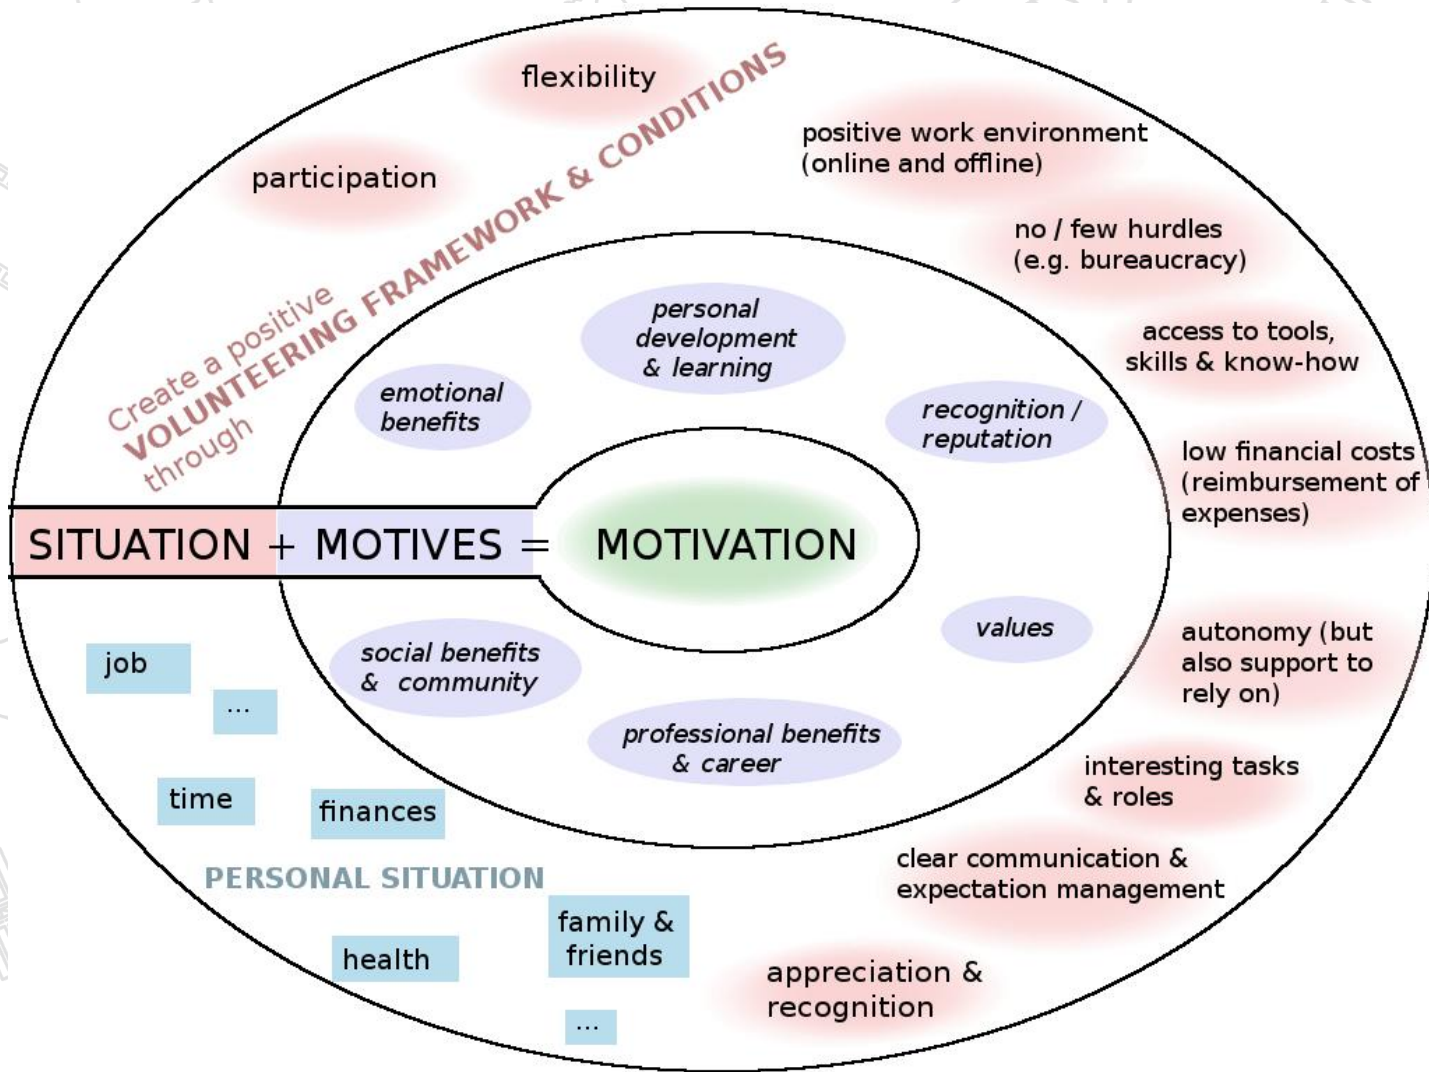 flexibility
participation
Create a positive
VOLUNTEERING FRAMEWORK & CONDITIONS
through
positive work environment
(online and offline)
no / few hurdles
(e.g. bureaucracy)
access to tools,
skills & know-how
low financial costs
(reimbursement of
expenses)
personal
development
& learning
emotional
benefits
recognition /
reputation
SITUATION + MOTIVES = MOTIVATION
social benefits
& community
values
professional benefits
& career
autonomy (but
also support to
rely on)
interesting tasks
& roles
clear communication &
expectation management
appreciation &
recognition
job
...
time
finances
PERSONAL SITUATION
health
family &
friends
...